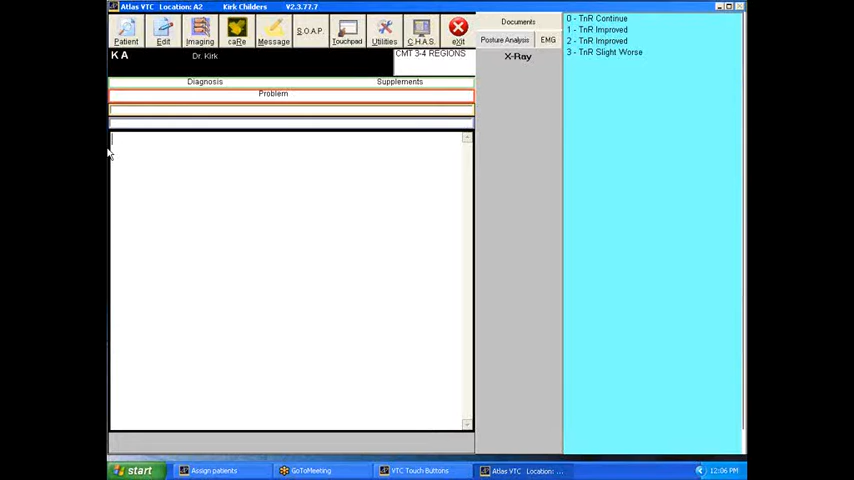 Atlas VTC Location: A2 Kirk Childers V2.3.77.7
Patient Edit Imaging caRe Message S.O.A.P. Touchpad Utilities C.H.A.S. eXit
Documents
Posture Analysis EMG
X-Ray
K A Dr. Kirk CMT 3-4 REGIONS
Diagnosis Supplements
Problem
0 - TnR Continue
1 - TnR Improved
2 - TnR Improved
3 - TnR Slight Worse
start Assign patients GoToMeeting VTC Touch Buttons Atlas VTC Location: ... 12:06 PM